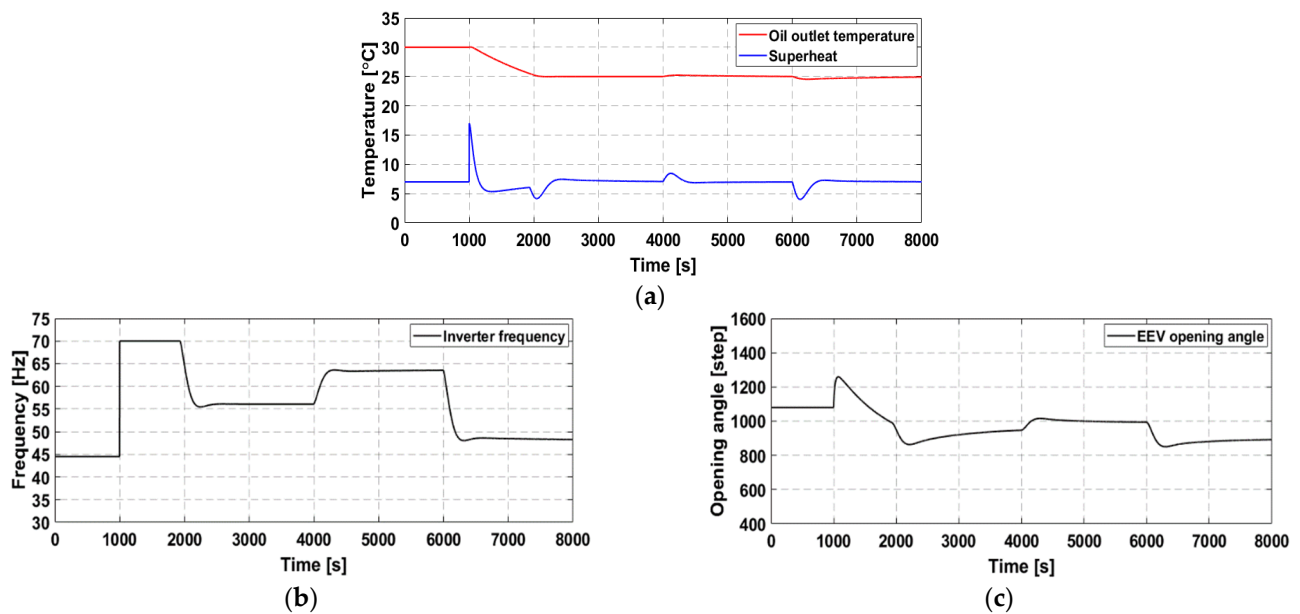 35
30
25
20
15
10
5
0
Temperature [°C]
Oil outlet temperature
Superheat
0 1000 2000 3000 4000 5000 6000 7000 8000
Time [s]
(a)
75
70
65
60
55
50
45
40
35
30
Frequency [Hz]
Inverter frequency
0 1000 2000 3000 4000 5000 6000 7000 8000
Time [s]
(b)
1600
1400
1200
1000
800
600
400
Opening angle [step]
EEV opening angle
0 1000 2000 3000 4000 5000 6000 7000 8000
Time [s]
(c)